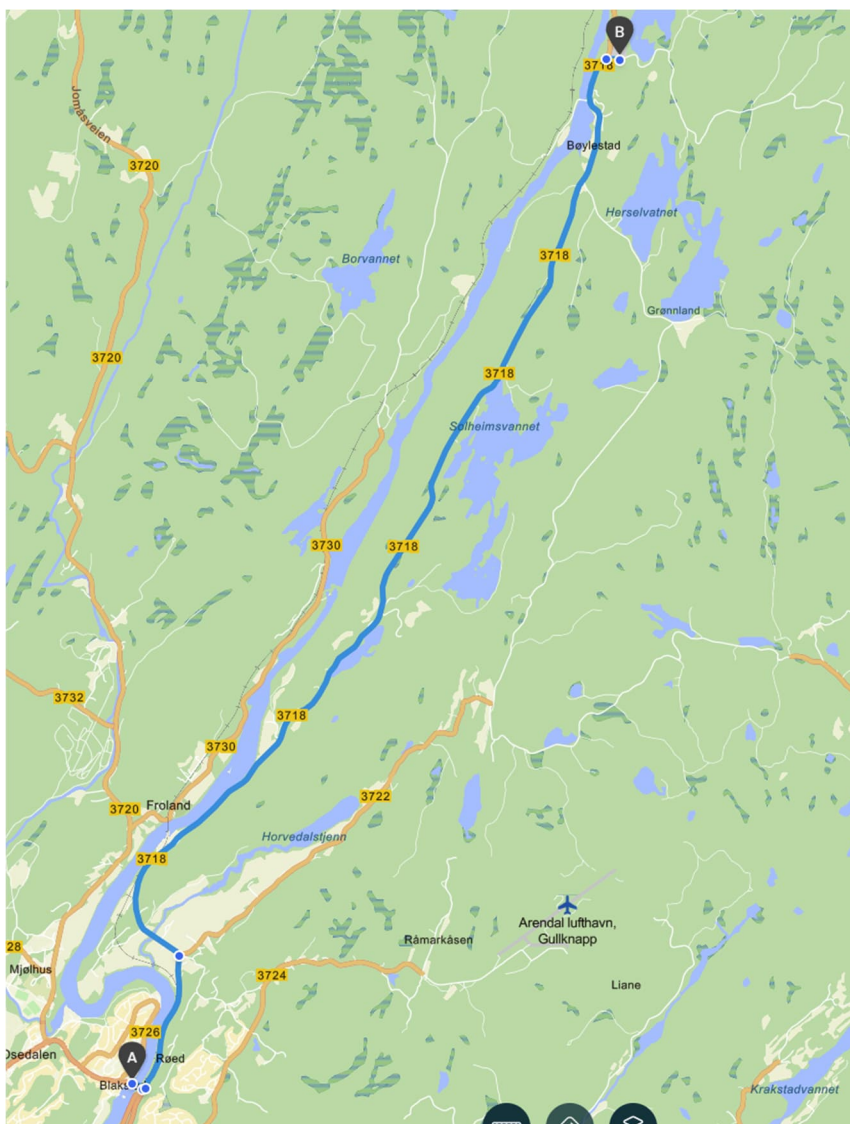 B
3718
Jomåsveien
Bøylestad
3720
Herselvatnet
Borvannet
3718
Grønnland
3720
3718
Solheimsvannet
3730
3718
3732
3718
3730
3722
3720
Froland
Horvedalstjenn
3718
Arendal lufthavn,
Gullknapp
Råmarkåsen
28
Mjølhus
3724
Liane
3726
Osedalen
A
Røed
Krakstadvannet